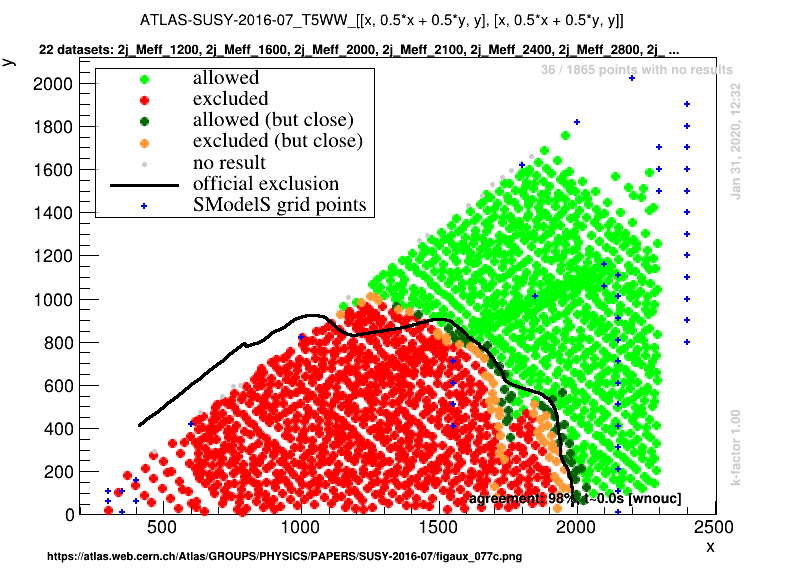 ATLAS-SUSY-2016-07_T5WW_[[x, 0.5*x + 0.5*y, y], [x, 0.5*x + 0.5*y, y]]
22 datasets: 2j_Meff_1200, 2j_Meff_1600, 2j_Meff_2000, 2j_Meff_2100, 2j_Meff_2400, 2j_Meff_2800, 2j_ ...
y
36 / 1865 points with no results
allowed
excluded
allowed (but close)
excluded (but close)
no result
official exclusion
SModelS grid points
Jan 31, 2020, 12:32
k-factor 1.00
2000
1800
1600
1400
1200
1000
800
600
400
200
0
agreement: 98%, t~0.0s [wnouc]
500 1000 1500 2000 2500
x
https://atlas.web.cern.ch/Atlas/GROUPS/PHYSICS/PAPERS/SUSY-2016-07/figaux_077c.png